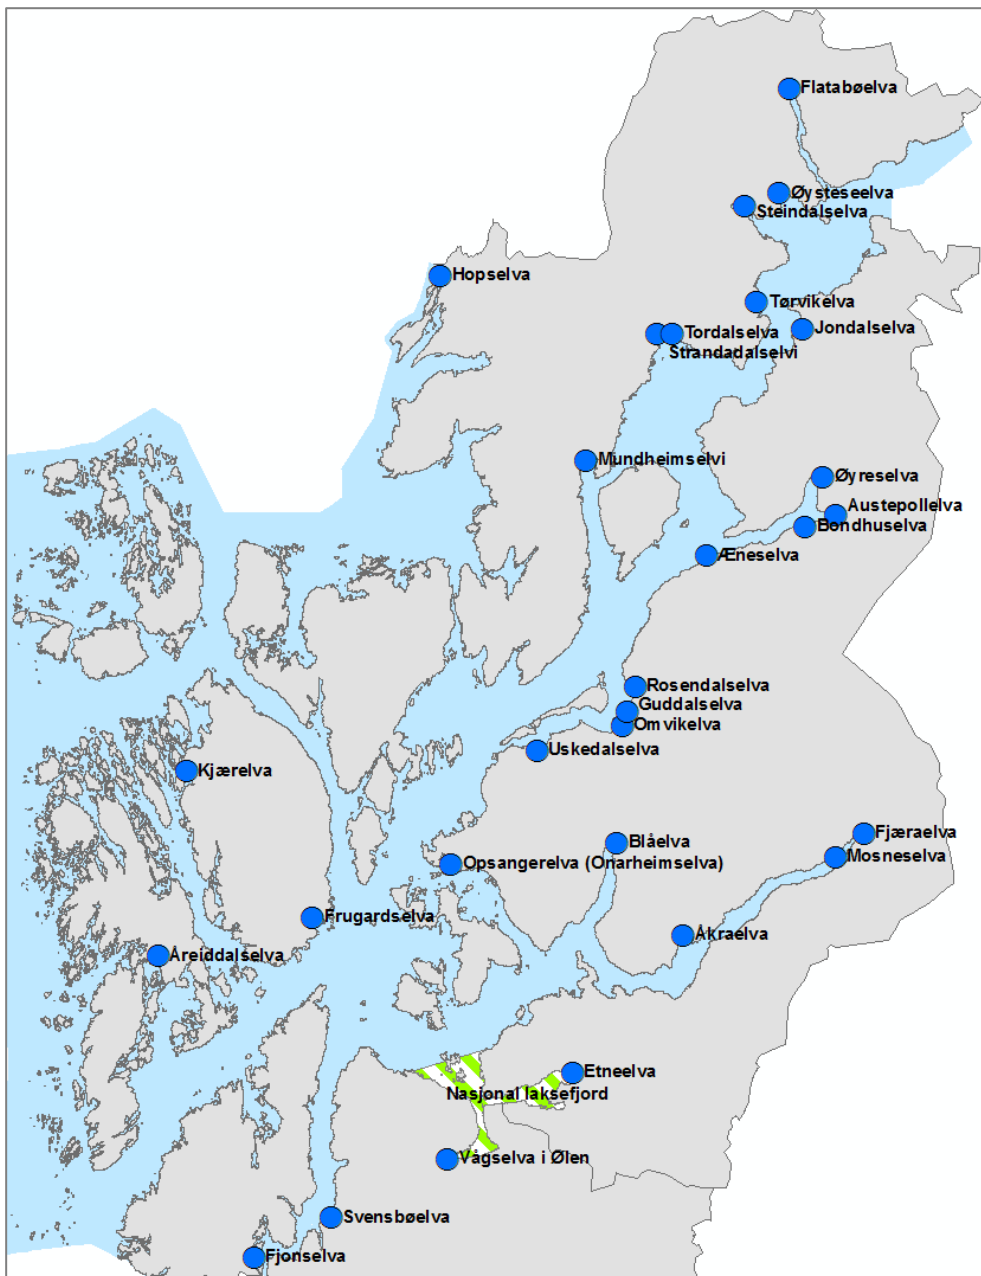 Flatabøelva
Øysteseelva
Steindalselva
Hopselva
Tørvikelva
Jondalselva
Tordalselva
Strandadalselvi
Mundheimselvi
Øyreselva
Austepollelva
Bondhuselva
Æneselva
Rosendalselva
Guddalselva
Omvikelva
Uskedalselva
Kjærelva
Fjæraelva
Blåelva
Mosneselva
Opsangerelva (Onarheimselva)
Frugardselva
Åkraelva
Åreiddalselva
Etneelva
Nasjonal laksefjord
Vågselva i Ølen
Svensbøelva
Fjonselva